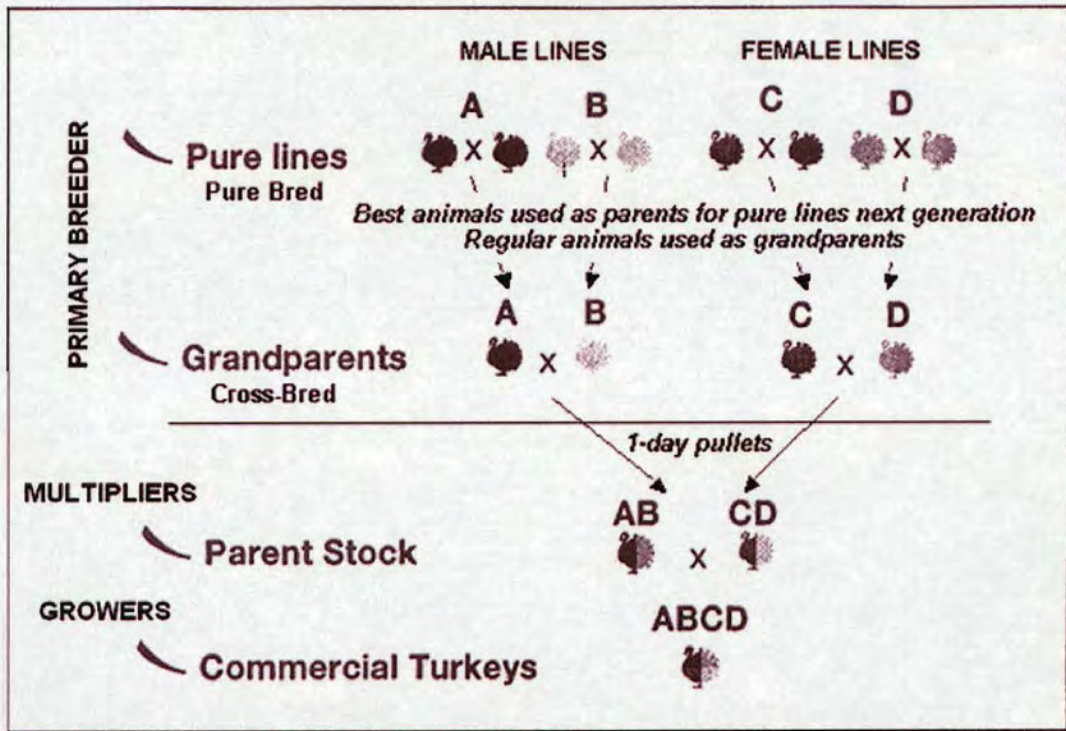 MALE LINES FEMALE LINES
A B C D
X X X X
PRIMARY BREEDER
Pure lines
Pure Bred
Best animals used as parents for pure lines next generation
Regular animals used as grandparents
A B C D
Grandparents X X
Cross-Bred
1-day pullets
MULTIPLIERS
AB CD
Parent Stock X
GROWERS
ABCD
Commercial Turkeys